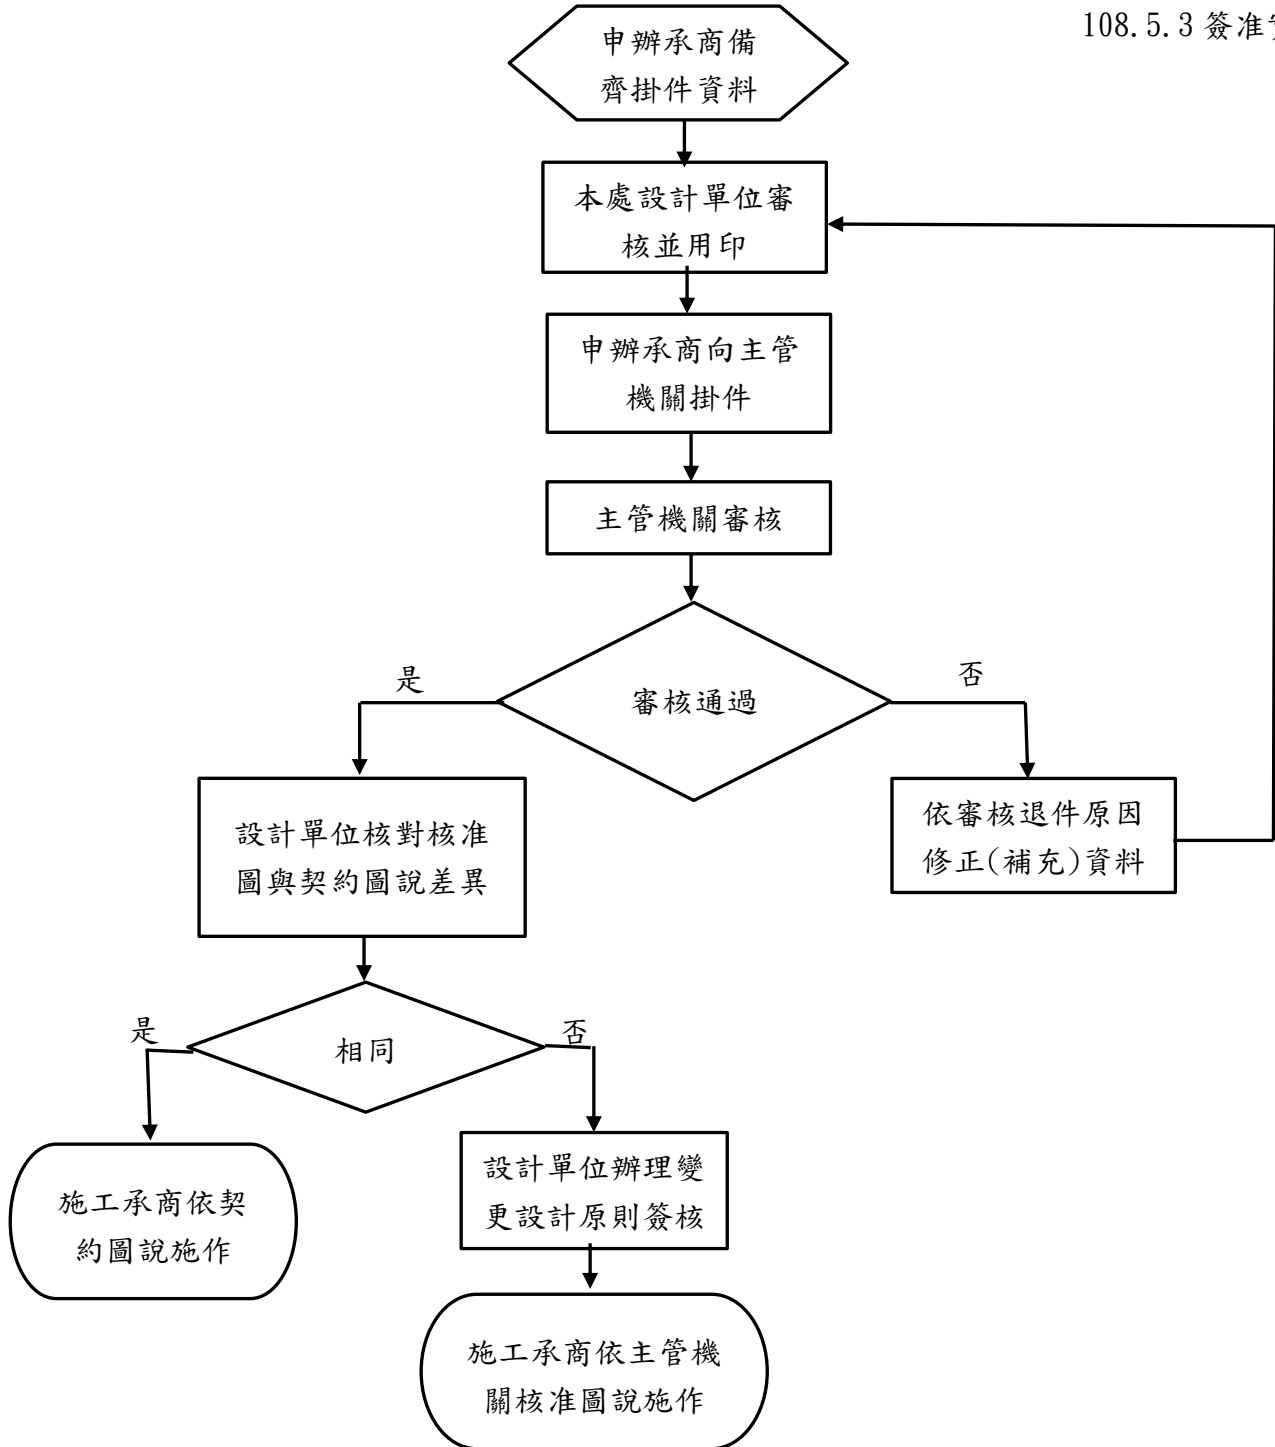 108.5.3 簽准
申辦承商備
齊掛件資料
本處設計單位審
核並用印
申辦承商向主管
機關掛件
主管機關審核
審核通過
是
否
設計單位核對核准
圖與契約圖說差異
依審核退件原因
修正(補充)資料
相同
是
否
施工承商依契
約圖說施作
設計單位辦理變
更設計原則簽核
施工承商依主管機
關核准圖說施作